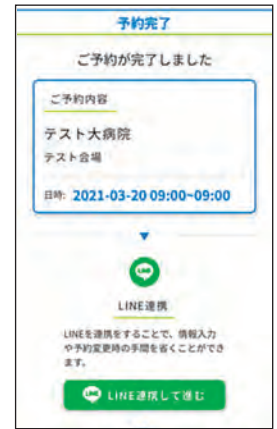 予約完了
ご予約が完了しました
ご予約内容
テスト大病院
テスト会場
日時: 2021-03-20 09:00~09:00
LINE
LINE連携
LINEを連携をすることで、情報入力
や予約変更時の手間を省くことができ
ます。
LINE LINE連携して進む